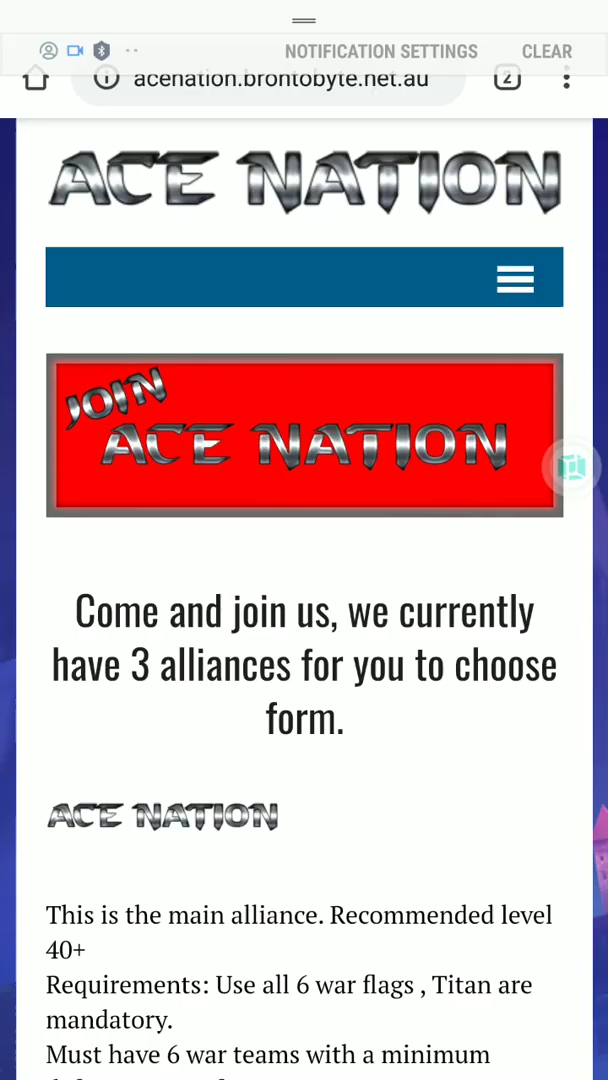 NOTIFICATION SETTINGS CLEAR
acenation.brontobyte.net.au 2
ACE NATION
JOIN
ACE NATION
Come and join us, we currently
have 3 alliances for you to choose
form.
ACE NATION
This is the main alliance. Recommended level
40+
Requirements: Use all 6 war flags , Titan are
mandatory.
Must have 6 war teams with a minimum